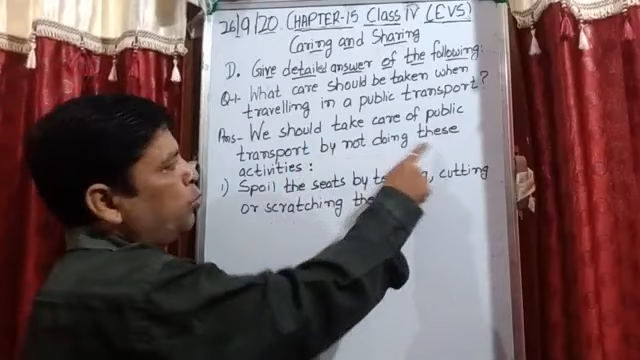 26/9/20. CHAPTER-15 Class IV (EVS)
Caring and Sharing
D. Give detailed answer of the following:
Q-1. What care should be taken when
travelling in a public transport?
Ans- We should take care of public
transport by not doing these
activities:
1) Spoil the seats by cutting
or scratching